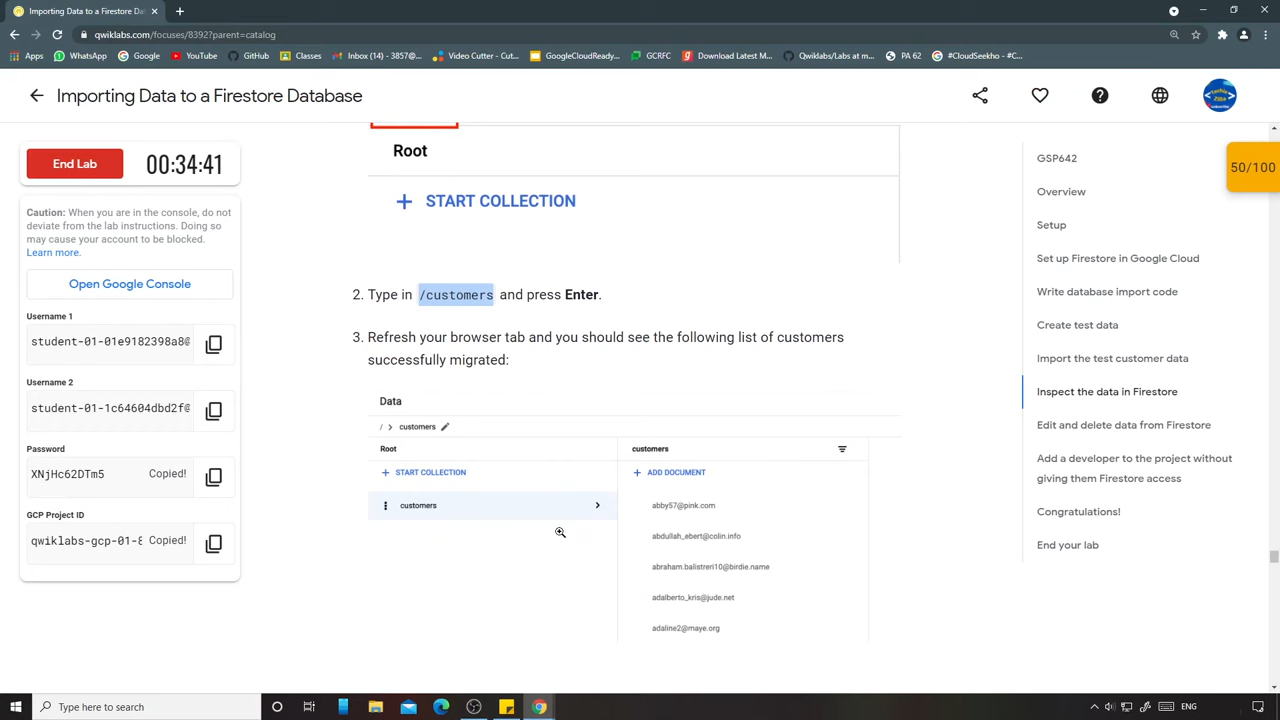 Importing Data to a Firestore Dat
qwiklabs.com/focuses/8392?parent=catalog
Apps
WhatsApp
Google
YouTube
GitHub
Classes
Inbox (14) - 3857@...
Video Cutter - Cut...
GoogleCloudReady...
GCRFC
Download Latest M...
Qwiklabs/Labs at m...
PA 62
#CloudSeekho - #C...
Importing Data to a Firestore Database
End Lab
00:34:41
Caution: When you are in the console, do not
deviate from the lab instructions. Doing so
may cause your account to be blocked.
Learn more.
Open Google Console
Username 1
student-01-01e9182398a8@
Username 2
student-01-1c64604dbd2f@
Password
XNjHc62DTm5 Copied!
GCP Project ID
qwiklabs-gcp-01-8 Copied!
Root
+ START COLLECTION
2. Type in /customers and press Enter.
3. Refresh your browser tab and you should see the following list of customers
successfully migrated:
Data
/ > customers
Root
customers
+ START COLLECTION
+ ADD DOCUMENT
customers
abby57@pink.com
abdullah_ebert@colin.info
abraham.balistreri10@birdie.name
adalberto_kris@jude.net
adaline2@maye.org
GSP642
50/100
Overview
Setup
Set up Firestore in Google Cloud
Write database import code
Create test data
Import the test customer data
Inspect the data in Firestore
Edit and delete data from Firestore
Add a developer to the project without
giving them Firestore access
Congratulations!
End your lab
Type here to search
ENG